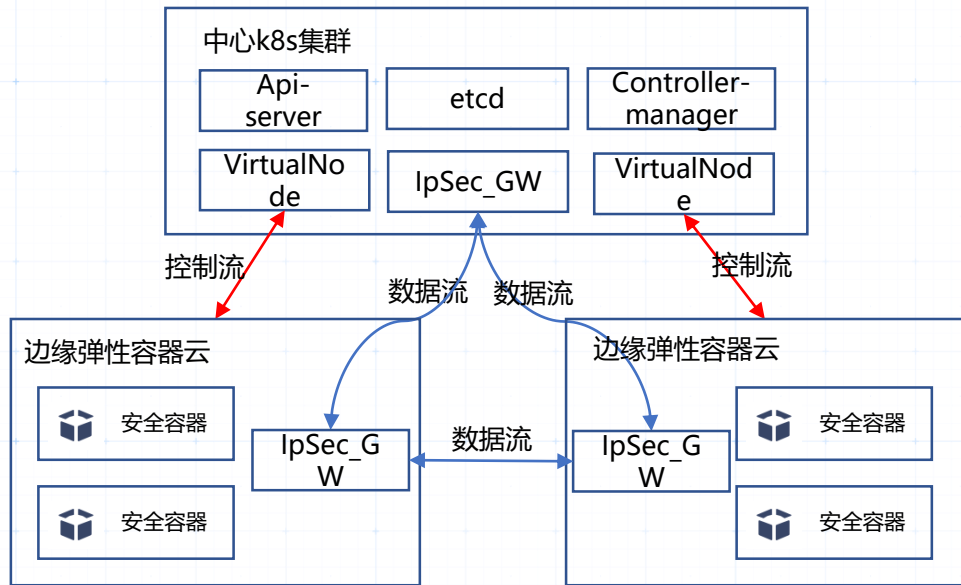 中心k8s集群
Api-
server
etcd
Controller-
manager
VirtualNo
de
IpSec_GW
VirtualNod
e
控制流
控制流
数据流
数据流
边缘弹性容器云
安全容器
安全容器
IpSec_G
W
数据流
边缘弹性容器云
IpSec_G
W
安全容器
安全容器